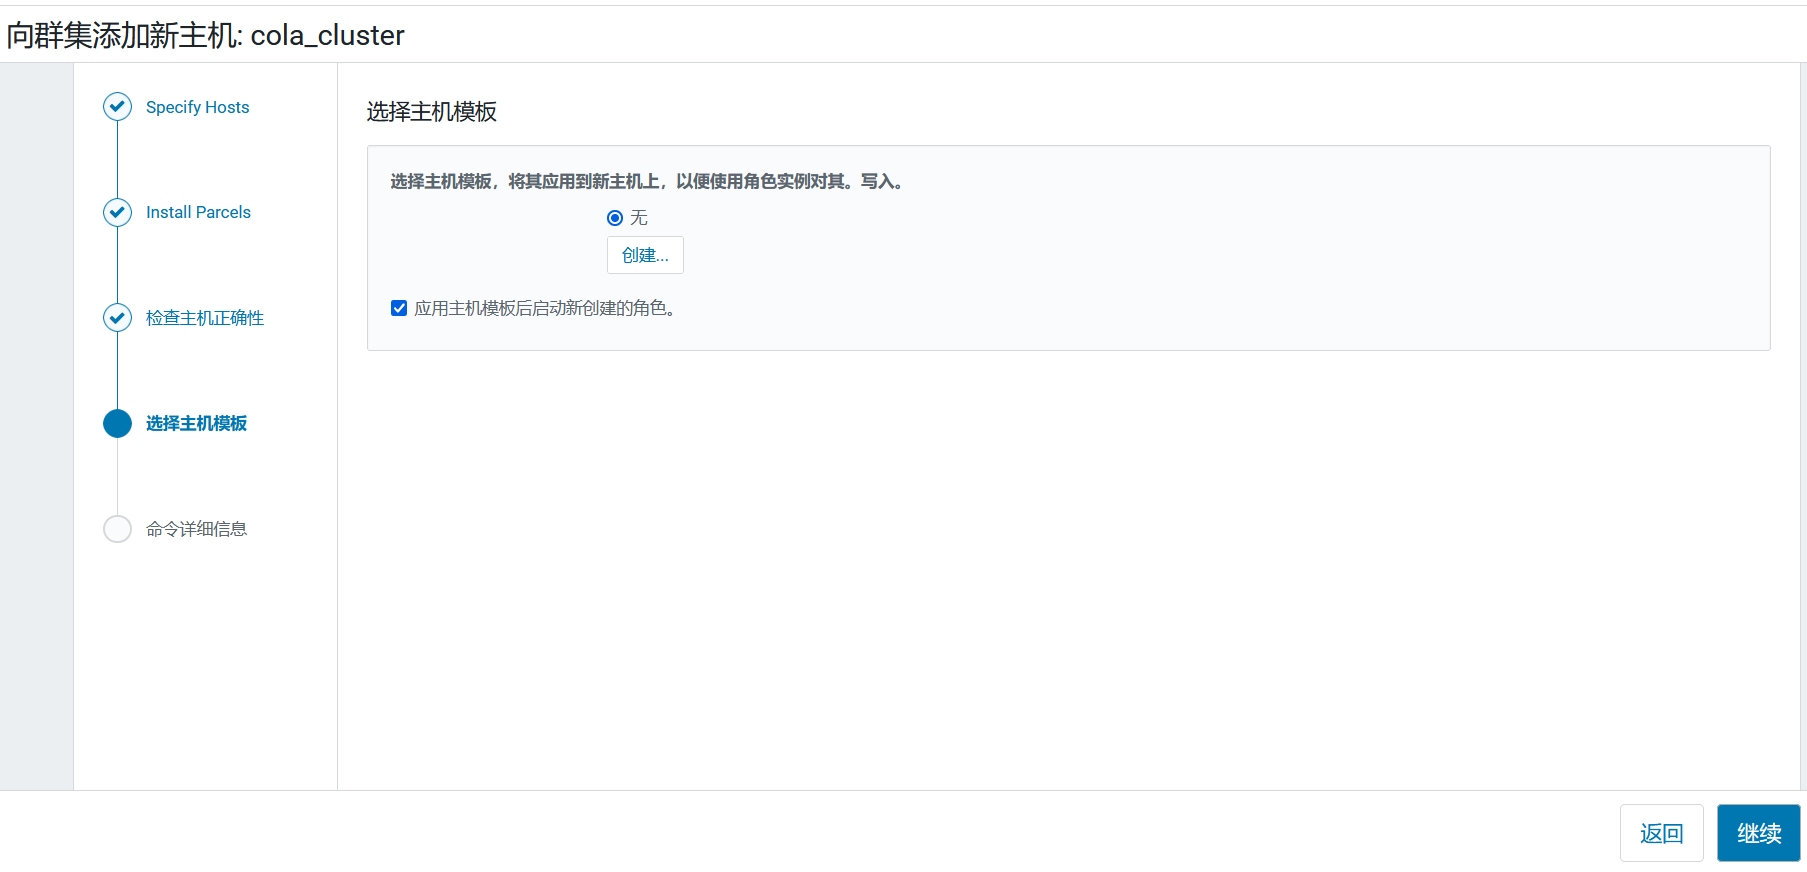 向群集添加新主机: cola_cluster
Specify Hosts
Install Parcels
检查主机正确性
选择主机模板
命令详细信息
选择主机模板
选择主机模板，将其应用到新主机上，以便使用角色实例对其。写入。
无
创建...
应用主机模板后启动新创建的角色。
返回
继续